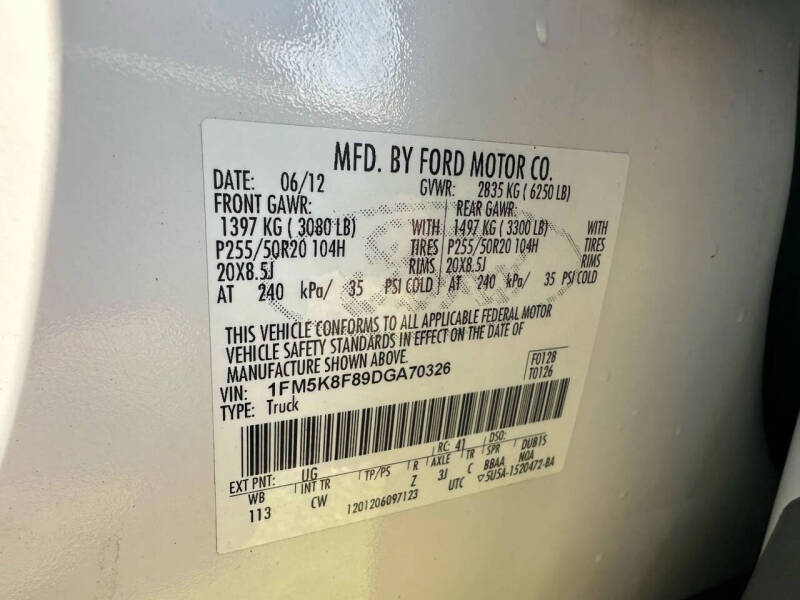 MFD. BY FORD MOTOR CO.
DATE: 06/12 GVWR: 2835 KG ( 6250 LB)
FRONT GAWR: REAR GAWR:
1397 KG ( 3080 LB) WITH 1497 KG ( 3300 LB) WITH
P255/50R20 104H TIRES P255/50R20 104H TIRES
20X8.5J RIMS 20X8.5J RIMS
AT 240 kPa/ 35 PSI COLD AT 240 kPa/ 35 PSI COLD
THIS VEHICLE CONFORMS TO ALL APPLICABLE FEDERAL MOTOR
VEHICLE SAFETY STANDARDS IN EFFECT ON THE DATE OF
MANUFACTURE SHOWN ABOVE.
F0128
T0126
VIN: 1FM5K8F89DGA70326
TYPE: Truck
EXT PNT: UG RC: 41 DSO:
WB INT TR TP/PS R AXLE TR SPR DUB1S
113 CW Z 3J C BBAA NOA
1201206097123 UTC ▽5U5A-1520472-BA